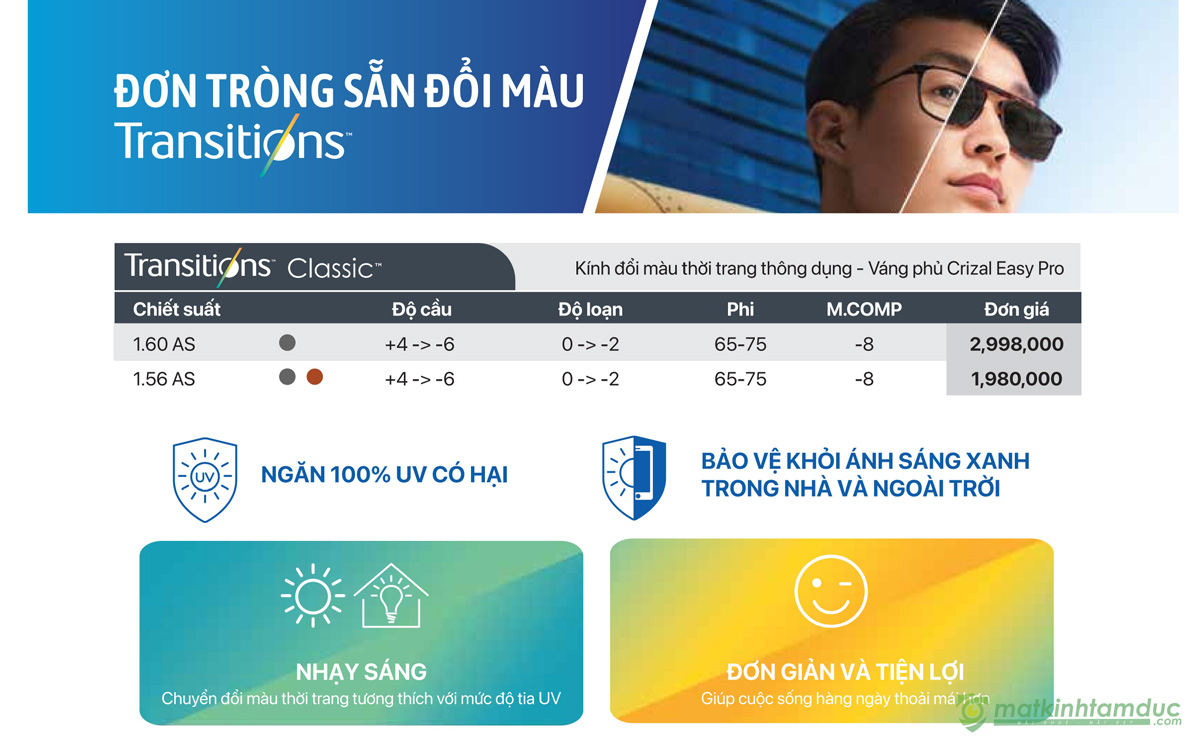 ĐƠN TRÒNG SẴN ĐỔI MÀU
Transitions™
Transitions™ Classic™
Kính đổi màu thời trang thông dụng - Váng phủ Crizal Easy Pro
Chiết suất Độ cầu Độ loạn Phi M.COMP Đơn giá
1.60 AS +4 -> -6 0 -> -2 65-75 -8 2,998,000
1.56 AS +4 -> -6 0 -> -2 65-75 -8 1,980,000
UV
NGĂN 100% UV CÓ HẠI
BẢO VỆ KHỎI ÁNH SÁNG XANH
TRONG NHÀ VÀ NGOÀI TRỜI
NHẠY SÁNG
Chuyển đổi màu thời trang tương thích với mức độ tia UV
ĐƠN GIẢN VÀ TIỆN LỢI
Giúp cuộc sống hàng ngày thoải mái hơn
matkinhtamduc
.com